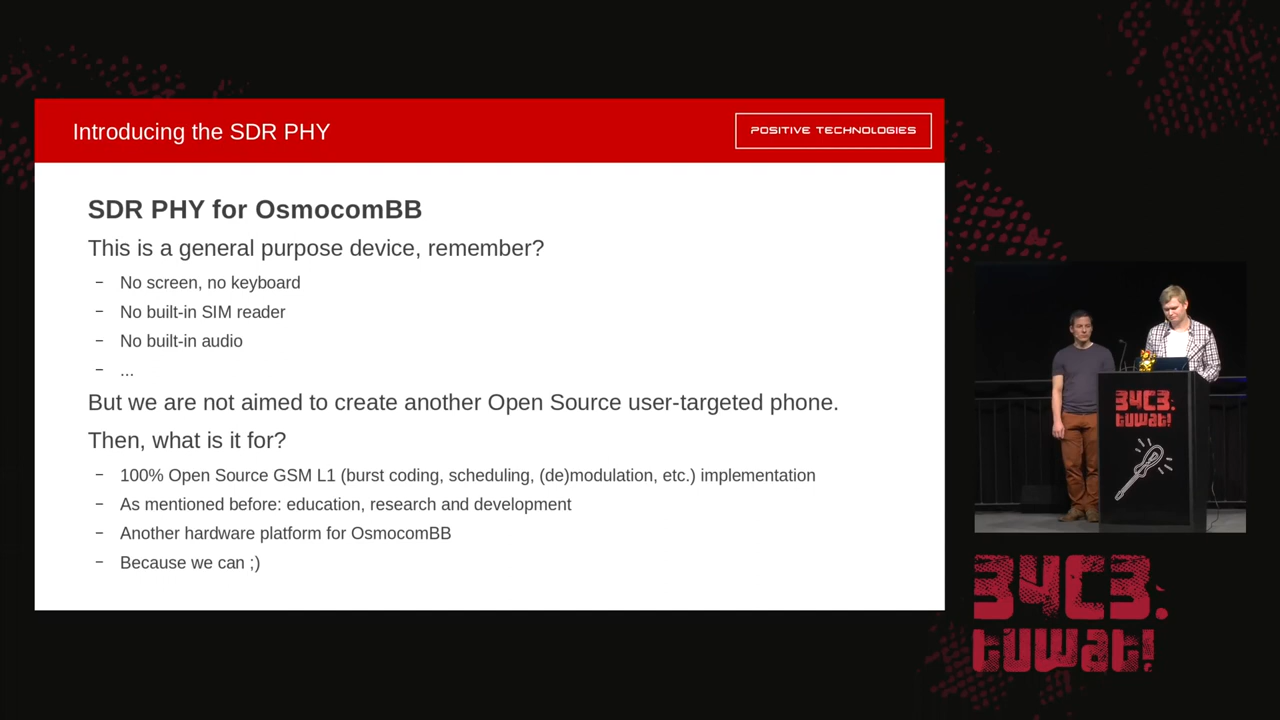 Introducing the SDR PHY
POSITIVE TECHNOLOGIES
SDR PHY for OsmocomBB
This is a general purpose device, remember?
– No screen, no keyboard
– No built-in SIM reader
– No built-in audio
– ...
But we are not aimed to create another Open Source user-targeted phone.
Then, what is it for?
– 100% Open Source GSM L1 (burst coding, scheduling, (de)modulation, etc.) implementation
– As mentioned before: education, research and development
– Another hardware platform for OsmocomBB
– Because we can ;)
34C3.
tuwat!
34C3.
tuwat!